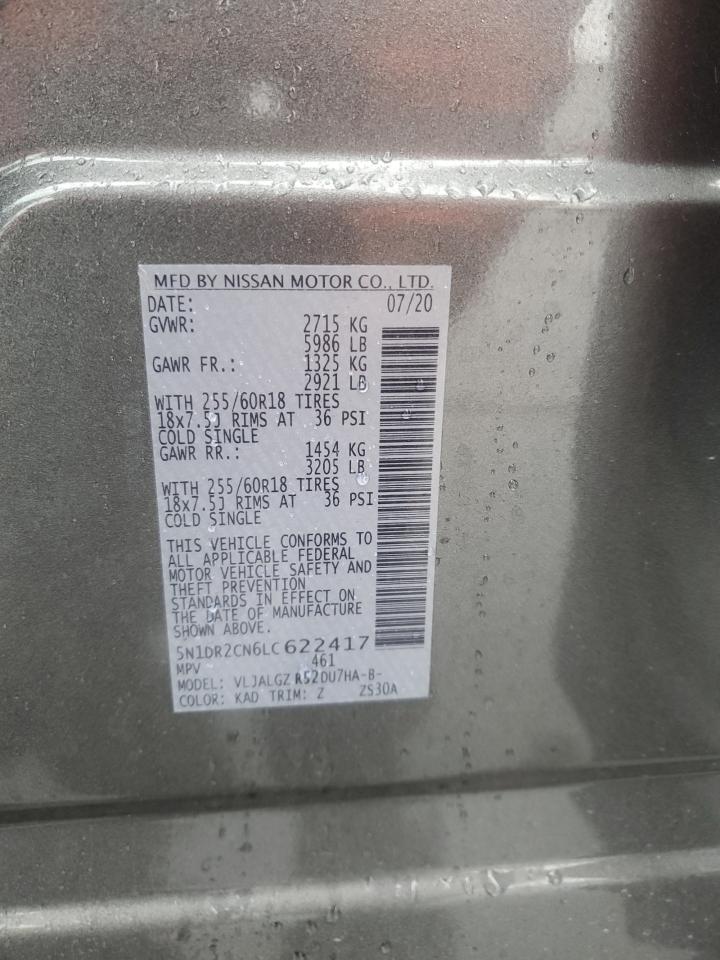 MFD BY NISSAN MOTOR CO., LTD.
DATE: 07/20
GVWR: 2715 KG
5986 LB
GAWR FR.: 1325 KG
2921 LB
WITH 255/60R18 TIRES
18x7.5J RIMS AT 36 PSI
COLD SINGLE
GAWR RR.: 1454 KG
3205 LB
WITH 255/60R18 TIRES
18x7.5J RIMS AT 36 PSI
COLD SINGLE
THIS VEHICLE CONFORMS TO
ALL APPLICABLE FEDERAL
MOTOR VEHICLE SAFETY AND
THEFT PREVENTION
STANDARDS IN EFFECT ON
THE DATE OF MANUFACTURE
SHOWN ABOVE.
5N1DR2CN6LC622417
MPV 461
MODEL: VLJALGZ R52DU7HA-B-
COLOR: KAD TRIM: Z ZS30A